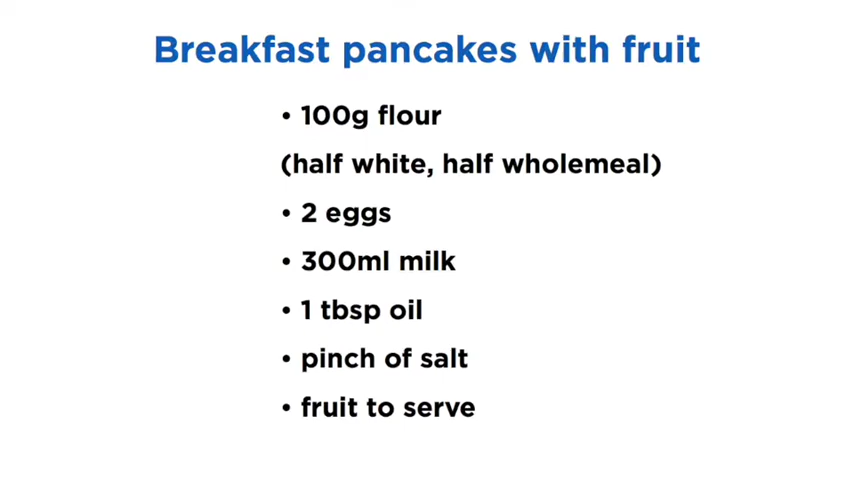 Breakfast pancakes with fruit
• 100g flour
(half white, half wholemeal)
• 2 eggs
• 300ml milk
• 1 tbsp oil
• pinch of salt
• fruit to serve